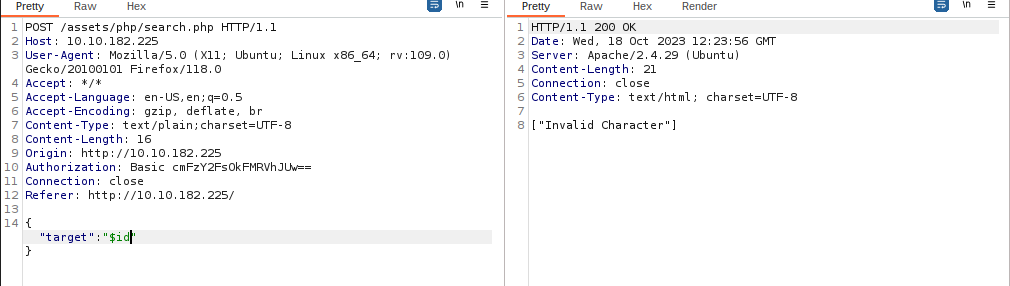 Pretty Raw Hex \n
1 POST /assets/php/search.php HTTP/1.1
2 Host: 10.10.182.225
3 User-Agent: Mozilla/5.0 (X11; Ubuntu; Linux x86_64; rv:109.0)
Gecko/20100101 Firefox/118.0
4 Accept: */*
5 Accept-Language: en-US,en;q=0.5
6 Accept-Encoding: gzip, deflate, br
7 Content-Type: text/plain;charset=UTF-8
8 Content-Length: 16
9 Origin: http://10.10.182.225
10 Authorization: Basic cmFzY2FsOkFMRVhJUw==
11 Connection: close
12 Referer: http://10.10.182.225/
13
14 {
"target":"$id"
}
Pretty Raw Hex Render \n
1 HTTP/1.1 200 OK
2 Date: Wed, 18 Oct 2023 12:23:56 GMT
3 Server: Apache/2.4.29 (Ubuntu)
4 Content-Length: 21
5 Connection: close
6 Content-Type: text/html; charset=UTF-8
7
8 ["Invalid Character"]